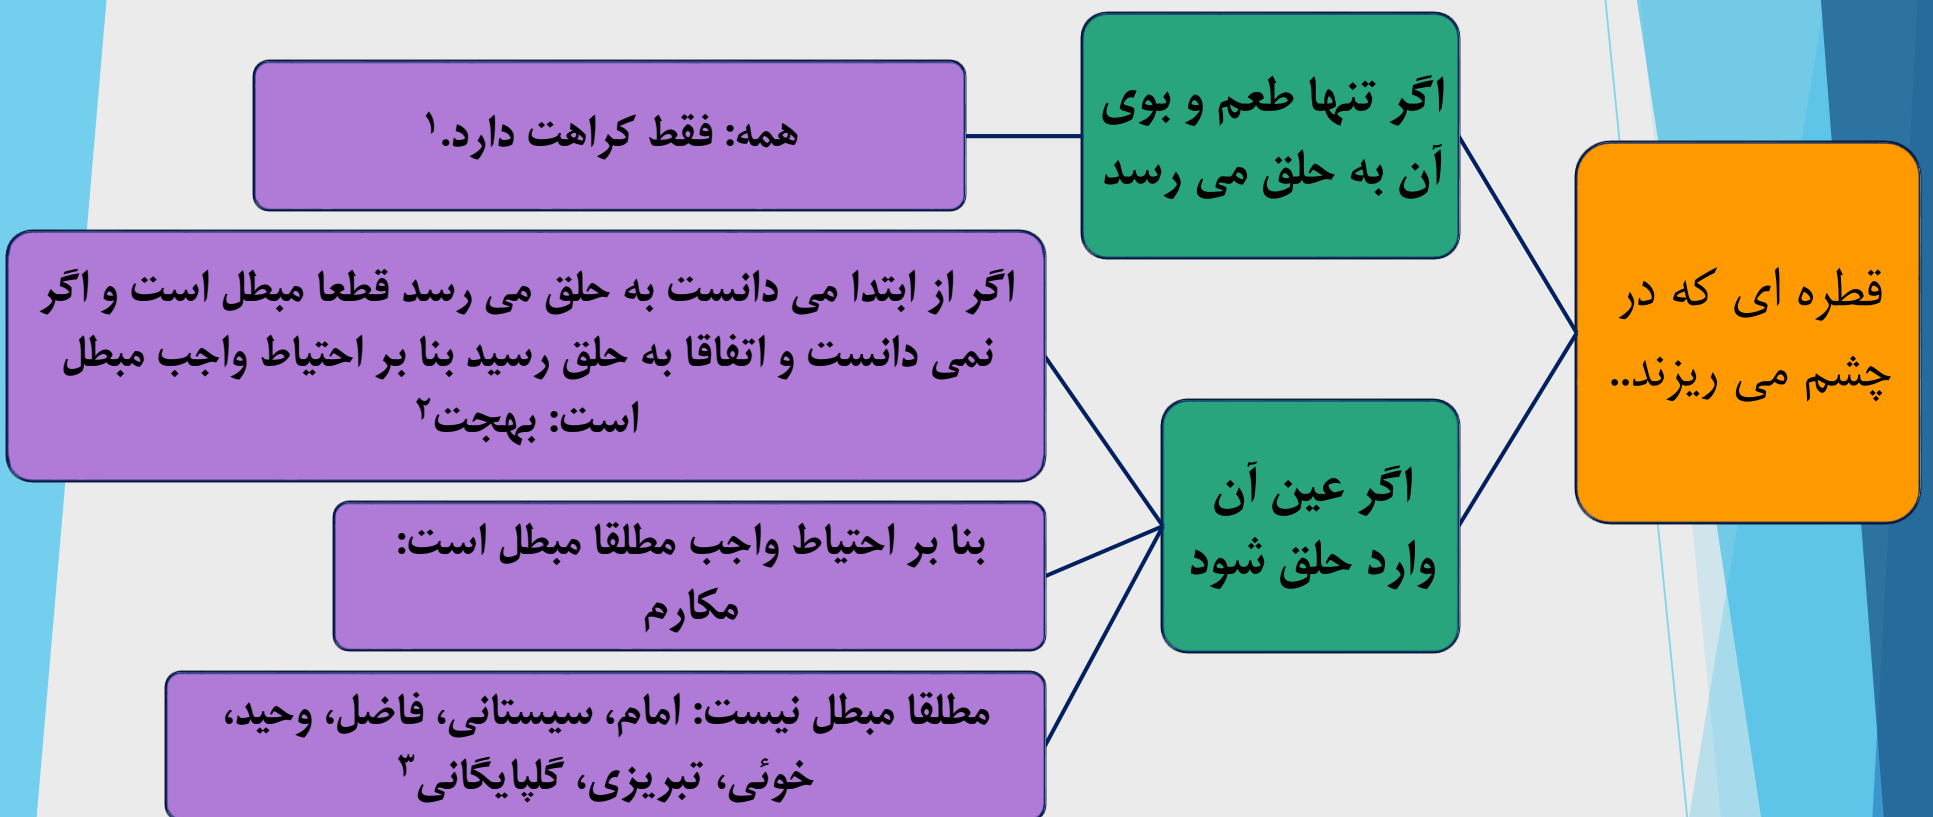 قطره ای که در
چشم می ریزند..
اگر تنها طعم و بوی
آن به حلق می رسد
همه: فقط کراهت دارد.۱
اگر عین آن
وارد حلق شود
اگر از ابتدا می دانست به حلق می رسد قطعا مبطل است و اگر
نمی دانست و اتفاقا به حلق رسید بنا بر احتیاط واجب مبطل
است: بهجت۲
بنا بر احتیاط واجب مطلقا مبطل است:
مکارم
مطلقا مبطل نیست: امام، سیستانی، فاضل، وحید،
خوئی، تبریزی، گلپایگانی۳